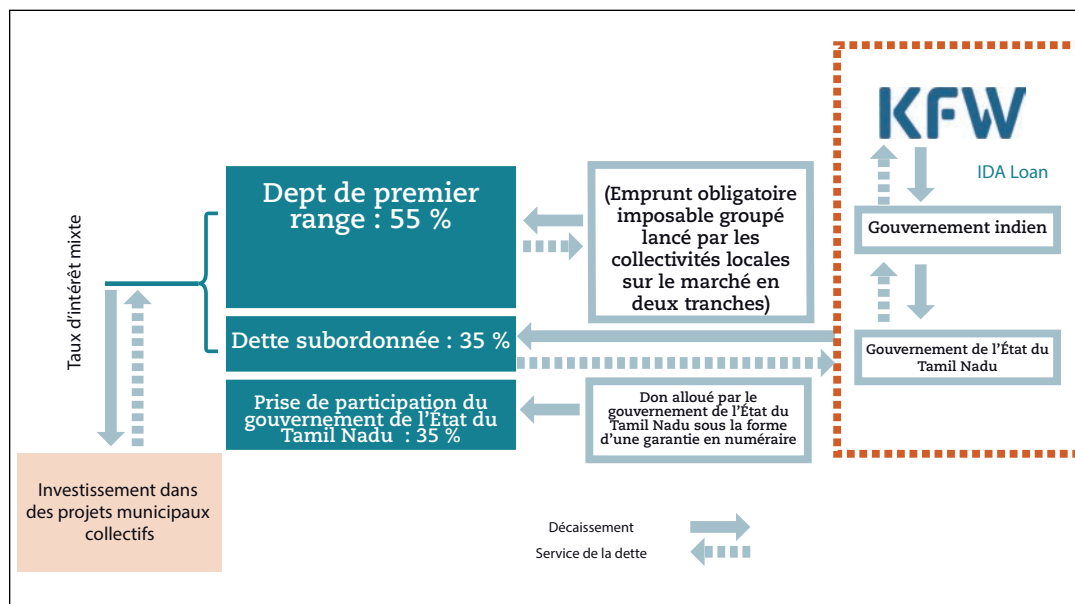 Taux d'intérêt mixte
Dept de premier
range : 55 %
Dette subordonnée : 35 %
Prise de participation du
gouvernement de l'État du
Tamil Nadu : 35 %
(Emprunt obligatoire
imposable groupé
lancé par les
collectivités locales
sur le marché en
deux tranches)
Don alloué par le
gouvernement de l'État du
Tamil Nadu sous la forme
d'une garantie en numéraire
KFW
IDA Loan
Gouvernement indien
Gouvernement de l'État du
Tamil Nadu
Investissement dans
des projets municipaux
collectifs
Décaissement
Service de la dette